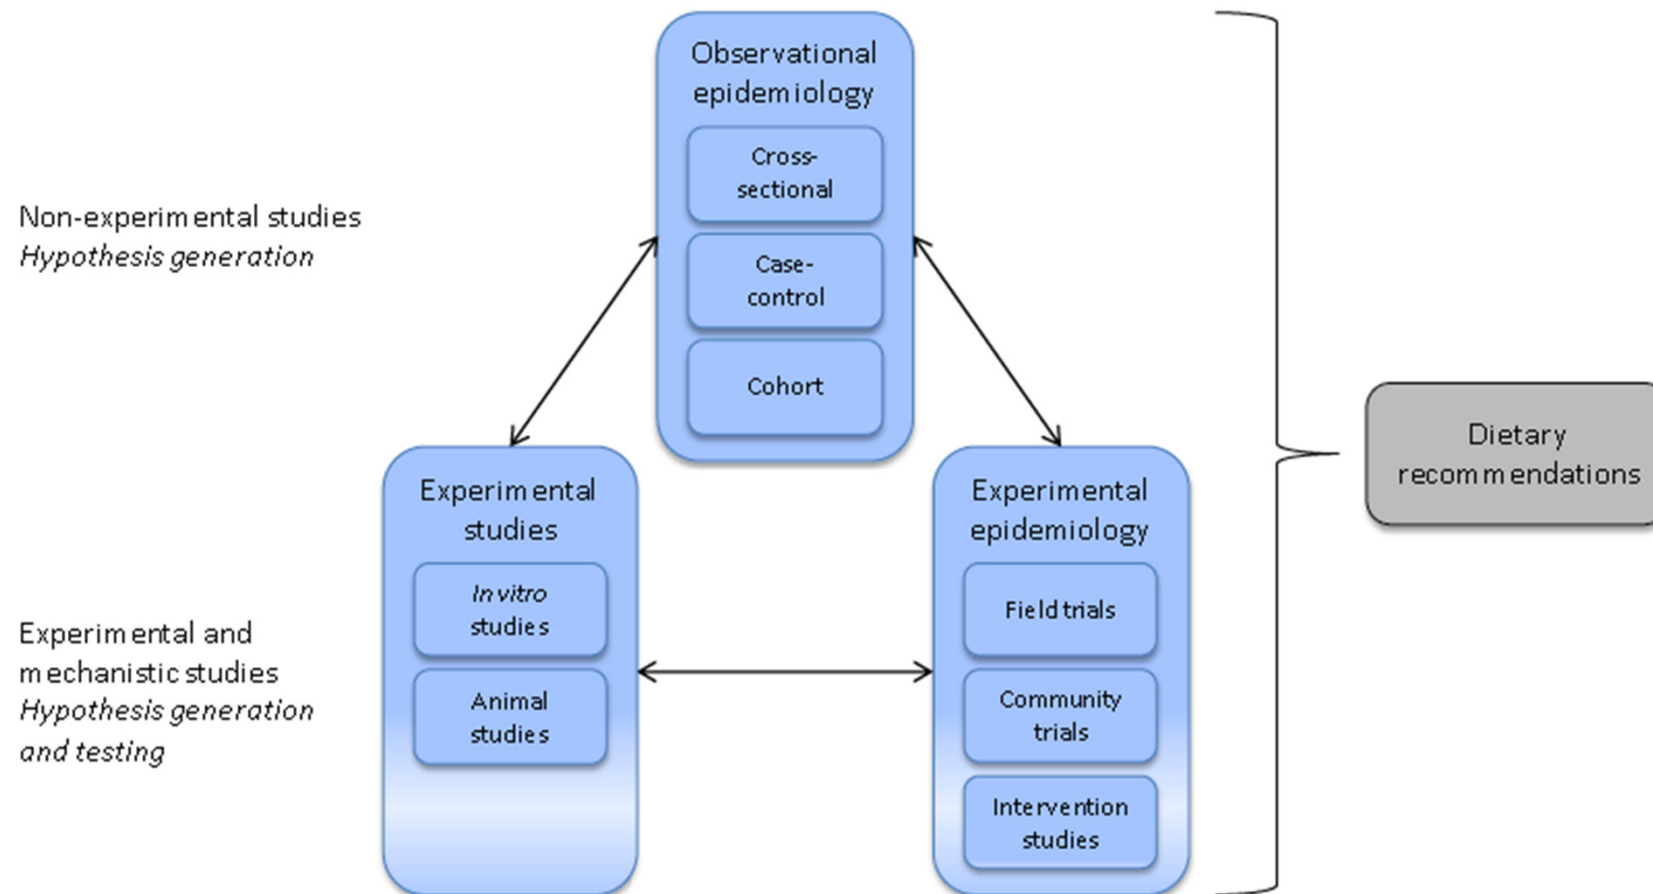 Observational
epidemiology
Cross-
sectional
Case-
control
Cohort
Non-experimental studies
Hypothesis generation
Experimental
studies
In vitro
studies
Animal
studies
Experimental
epidemiology
Field trials
Community
trials
Intervention
studies
Experimental and
mechanistic studies
Hypothesis generation
and testing
Dietary
recommendations